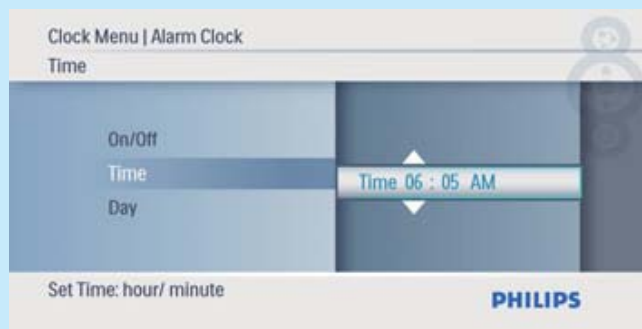 Clock Menu | Alarm Clock
Time
On/Off
Time
Time 06 : 05 AM
Day
Set Time: hour/ minute
PHILIPS